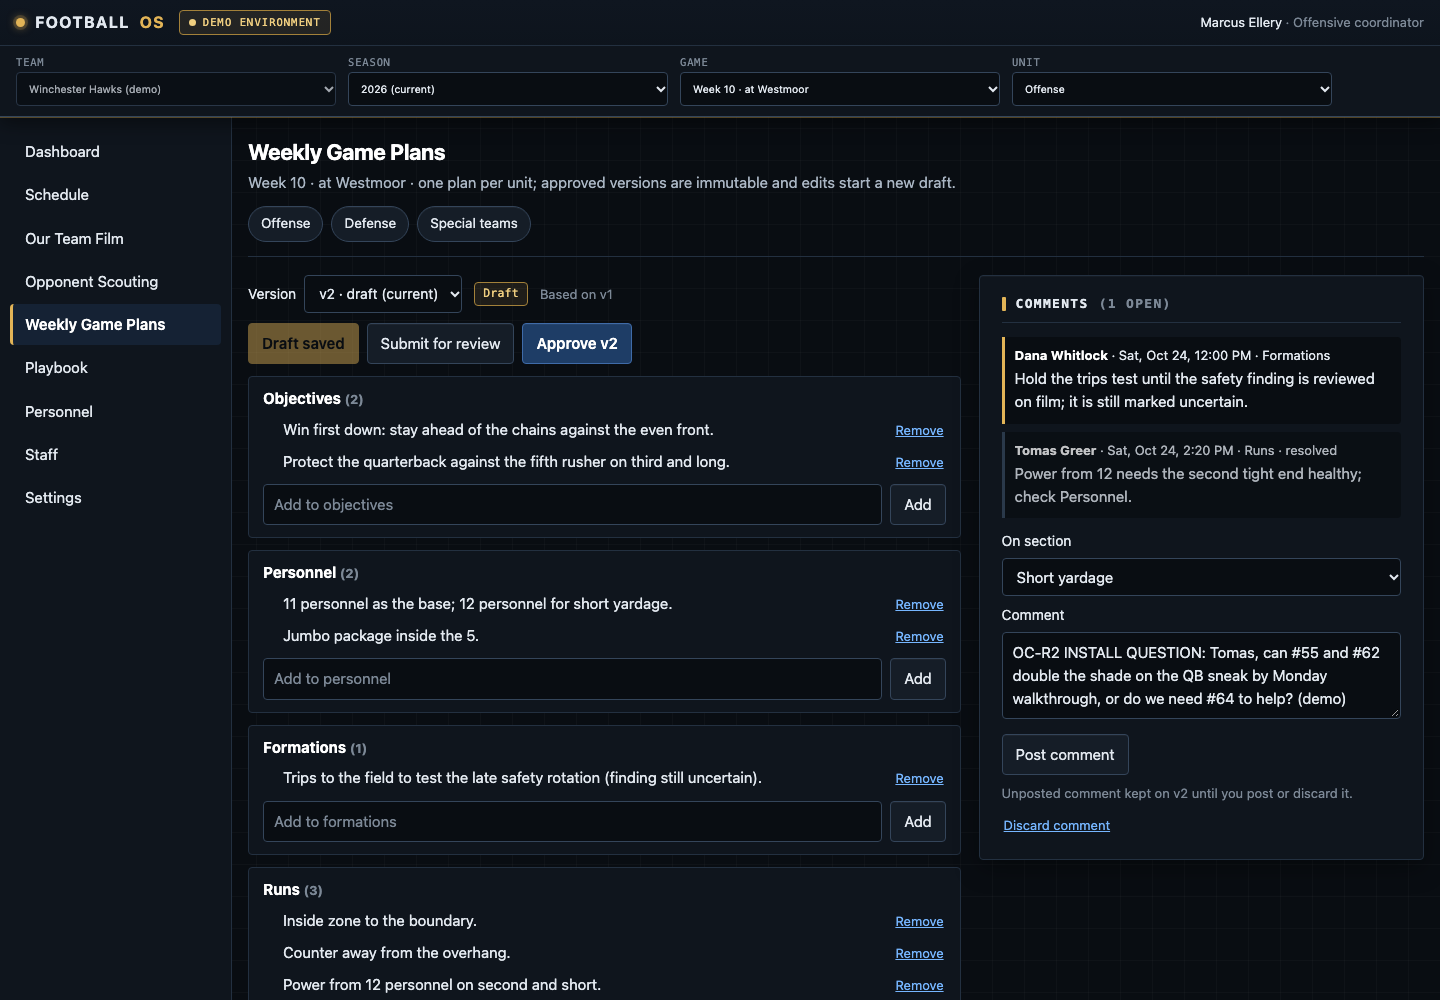 FOOTBALL OS
DEMO ENVIRONMENT
Marcus Ellery · Offensive coordinator
TEAM
Winchester Hawks (demo)
SEASON
2026 (current)
GAME
Week 10 · at Westmoor
UNIT
Offense
Dashboard
Schedule
Our Team Film
Opponent Scouting
Weekly Game Plans
Playbook
Personnel
Staff
Settings
Weekly Game Plans
Week 10 · at Westmoor · one plan per unit; approved versions are immutable and edits start a new draft.
Offense
Defense
Special teams
Version
v2 · draft (current)
Draft
Based on v1
Draft saved
Submit for review
Approve v2
Objectives (2)
Win first down: stay ahead of the chains against the even front.
Remove
Protect the quarterback against the fifth rusher on third and long.
Remove
Add to objectives
Add
Personnel (2)
11 personnel as the base; 12 personnel for short yardage.
Remove
Jumbo package inside the 5.
Remove
Add to personnel
Add
Formations (1)
Trips to the field to test the late safety rotation (finding still uncertain).
Remove
Add to formations
Add
Runs (3)
Inside zone to the boundary.
Remove
Counter away from the overhang.
Remove
Power from 12 personnel on second and short.
Remove
COMMENTS (1 OPEN)
Dana Whitlock · Sat, Oct 24, 12:00 PM · Formations
Hold the trips test until the safety finding is reviewed
on film; it is still marked uncertain.
Tomas Greer · Sat, Oct 24, 2:20 PM · Runs · resolved
Power from 12 needs the second tight end healthy;
check Personnel.
On section
Short yardage
Comment
OC-R2 INSTALL QUESTION: Tomas, can #55 and #62
double the shade on the QB sneak by Monday
walkthrough, or do we need #64 to help? (demo)
Post comment
Unposted comment kept on v2 until you post or discard it.
Discard comment